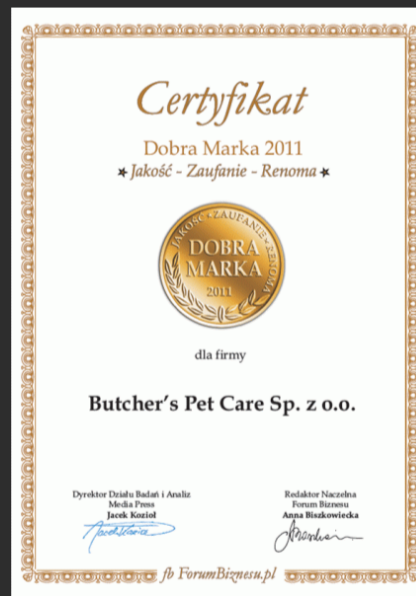 Certyfikat
Dobra Marka 2011
★ Jakość - Zaufanie - Renoma ★
JAKOŚĆ • ZAUFANIE • RENOMA
DOBRA
MARKA
2011
dla firmy
Butcher's Pet Care Sp. z o.o.
Dyrektor Działu Badań i Analiz
Media Press
Jacek Kozioł
Redaktor Naczelna
Forum Biznesu
Anna Biszkowiecka
fb ForumBiznesu.pl